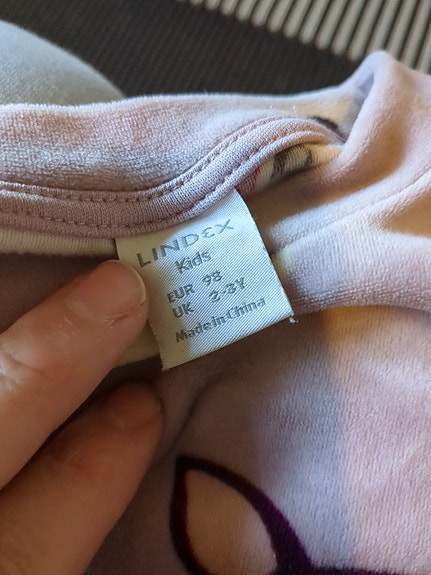 LINDEX
Kids
EUR 98
UK 2-3Y
Made in China